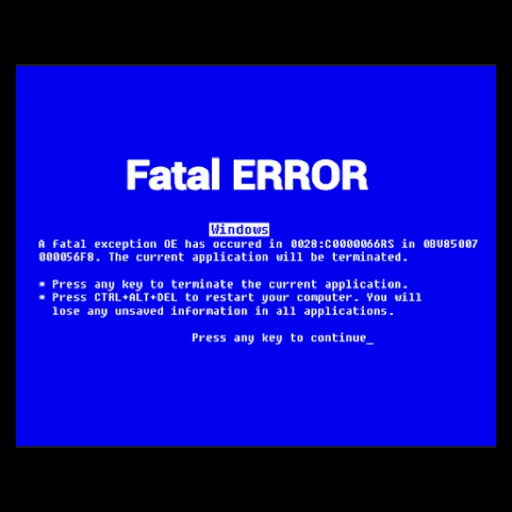 Fatal ERROR
Windows
A fatal exception OE has occured in 0028:C0000066RS in 0BV85007
000056F8. The current application will be terminated.
* Press any key to terminate the current application.
* Press CTRL+ALT+DEL to restart your computer. You will
lose any unsaved information in all applications.
Press any key to continue_